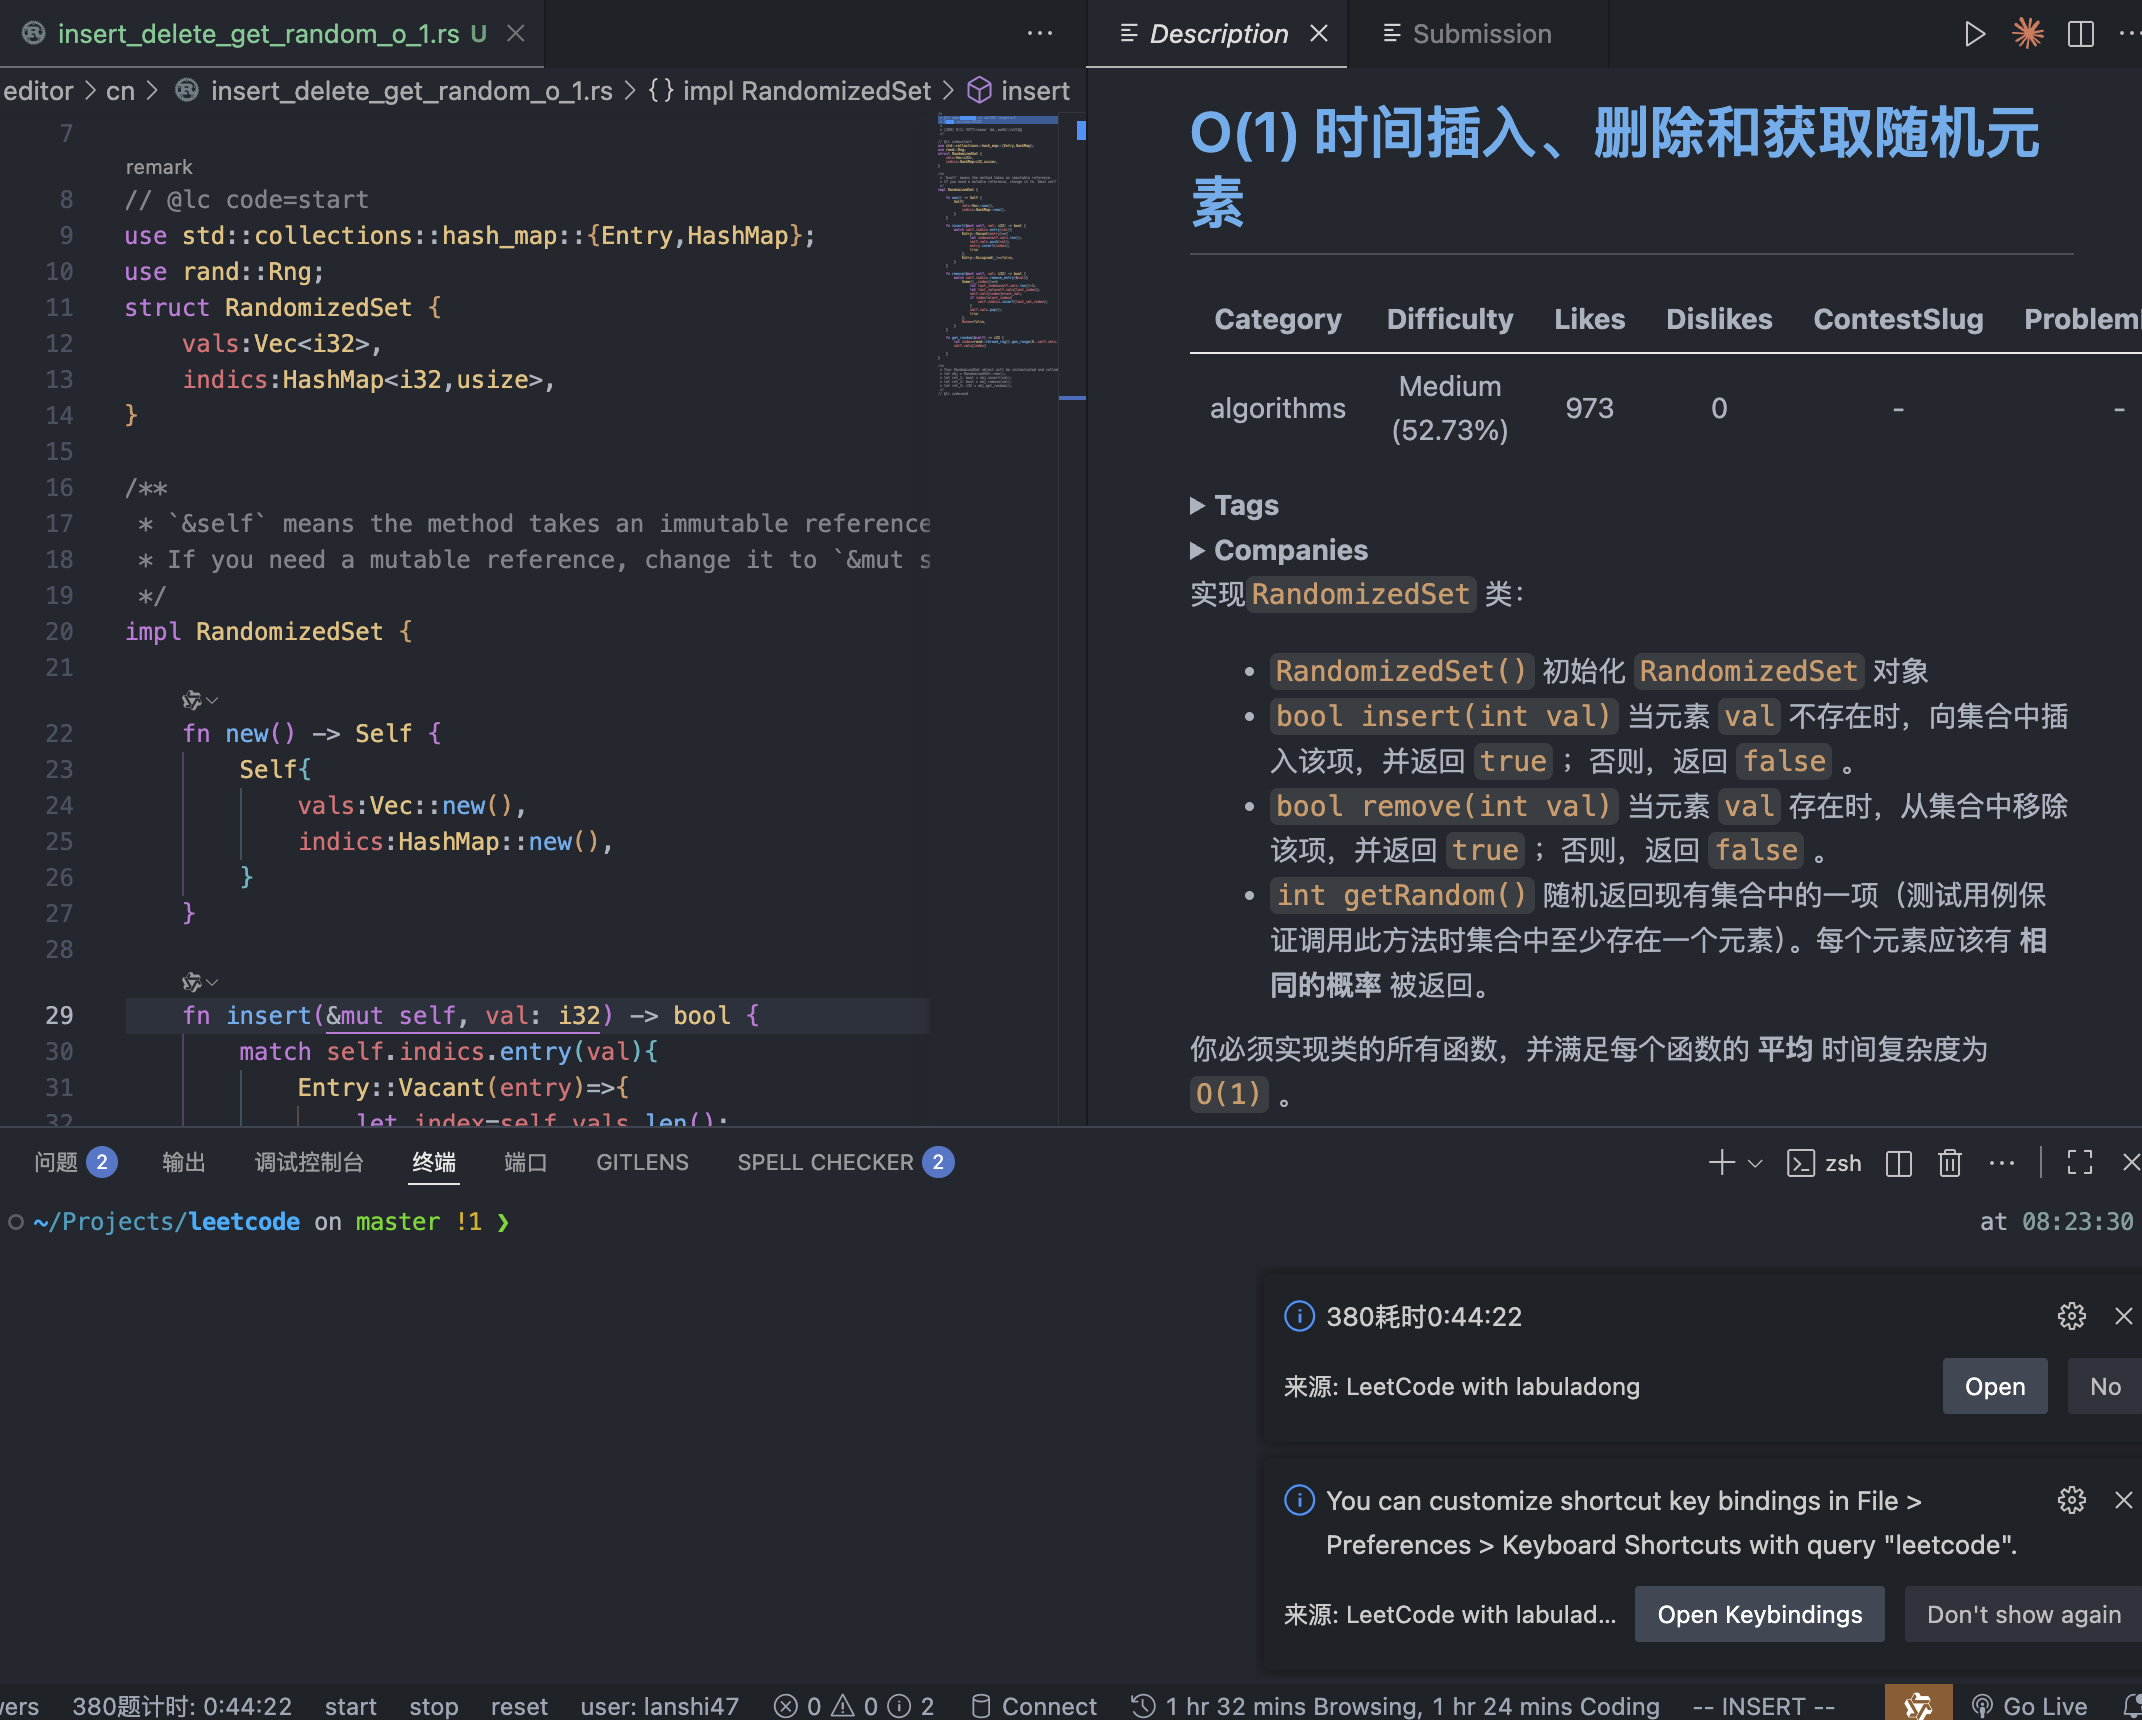 insert_delete_get_random_o_1.rs U
Description
Submission
editor > cn > insert_delete_get_random_o_1.rs > {} impl RandomizedSet > insert
7
remark
8 // @lc code=start
9 use std::collections::hash_map::{Entry,HashMap};
10 use rand::Rng;
11 struct RandomizedSet {
12 vals:Vec<i32>,
13 indics:HashMap<i32,usize>,
14 }
15
16 /**
17 * `&self` means the method takes an immutable reference
18 * If you need a mutable reference, change it to `&mut s
19 */
20 impl RandomizedSet {
21
22 fn new() -> Self {
23 Self{
24 vals:Vec::new(),
25 indics:HashMap::new(),
26 }
27 }
28
29 fn insert(&mut self, val: i32) -> bool {
30 match self.indics.entry(val){
31 Entry::Vacant(entry)=>{
32 let index=self.vals.len();
O(1) 时间插入、删除和获取随机元
素
Category Difficulty Likes Dislikes ContestSlug Problem
algorithms Medium (52.73%) 973 0 - -
Tags
Companies
实现 RandomizedSet 类：
• RandomizedSet() 初始化 RandomizedSet 对象
• bool insert(int val) 当元素 val 不存在时，向集合中插
入该项，并返回 true ；否则，返回 false 。
• bool remove(int val) 当元素 val 存在时，从集合中移除
该项，并返回 true ；否则，返回 false 。
• int getRandom() 随机返回现有集合中的一项（测试用例保
证调用此方法时集合中至少存在一个元素）。每个元素应该有 相
同的概率 被返回。
你必须实现类的所有函数，并满足每个函数的 平均 时间复杂度为
O(1) 。
问题 2 输出 调试控制台 终端 端口 GITLENS SPELL CHECKER 2
zsh
~/Projects/leetcode on master !1 ❯
at 08:23:30
380耗时0:44:22
来源: LeetCode with labuladong
Open No
You can customize shortcut key bindings in File >
Preferences > Keyboard Shortcuts with query "leetcode".
来源: LeetCode with labulad...
Open Keybindings Don't show again
wers 380题计时: 0:44:22 start stop reset user: lanshi47 0 0 2 Connect 1 hr 32 mins Browsing, 1 hr 24 mins Coding -- INSERT -- Go Live